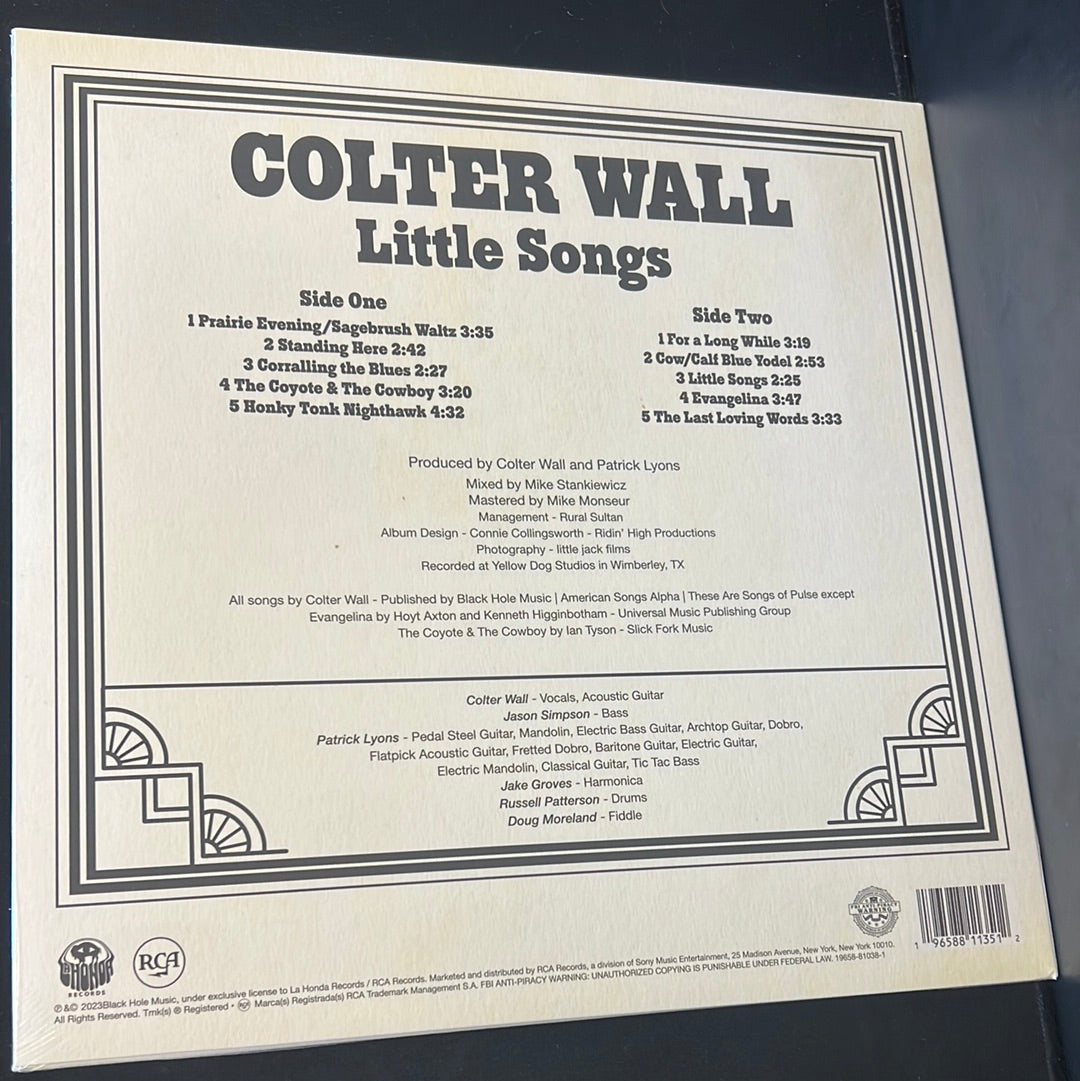 COLTER WALL
Little Songs
Side One
1 Prairie Evening/Sagebrush Waltz 3:35
2 Standing Here 2:42
3 Corralling the Blues 2:27
4 The Coyote & The Cowboy 3:20
5 Honky Tonk Nighthawk 4:32
Side Two
1 For a Long While 3:19
2 Cow/Calf Blue Yodel 2:53
3 Little Songs 2:25
4 Evangelina 3:47
5 The Last Loving Words 3:33
Produced by Colter Wall and Patrick Lyons
Mixed by Mike Stankiewicz
Mastered by Mike Monseur
Management - Rural Sultan
Album Design - Connie Collingsworth - Ridin' High Productions
Photography - little jack films
Recorded at Yellow Dog Studios in Wimberley, TX
All songs by Colter Wall - Published by Black Hole Music | American Songs Alpha | These Are Songs of Pulse except
Evangelina by Hoyt Axton and Kenneth Higginbotham - Universal Music Publishing Group
The Coyote & The Cowboy by Ian Tyson - Slick Fork Music
Colter Wall - Vocals, Acoustic Guitar
Jason Simpson - Bass
Patrick Lyons - Pedal Steel Guitar, Mandolin, Electric Bass Guitar, Archtop Guitar, Dobro,
Flatpick Acoustic Guitar, Fretted Dobro, Baritone Guitar, Electric Guitar,
Electric Mandolin, Classical Guitar, Tic Tac Bass
Jake Groves - Harmonica
Russell Patterson - Drums
Doug Moreland - Fiddle
LA HONDA
RECORDS
RCA
FBI ANTI-PIRACY
WARNING
1 96588 11351 2
℗ & © 2023Black Hole Music, under exclusive license to La Honda Records / RCA Records. Marketed and distributed by RCA Records, a division of Sony Music Entertainment, 25 Madison Avenue, New York, New York 10010.
All Rights Reserved. Tmk(s) ® Registered • RCA Marca(s) Registrada(s) RCA Trademark Management S.A. FBI ANTI-PIRACY WARNING: UNAUTHORIZED COPYING IS PUNISHABLE UNDER FEDERAL LAW. 19658-81038-1